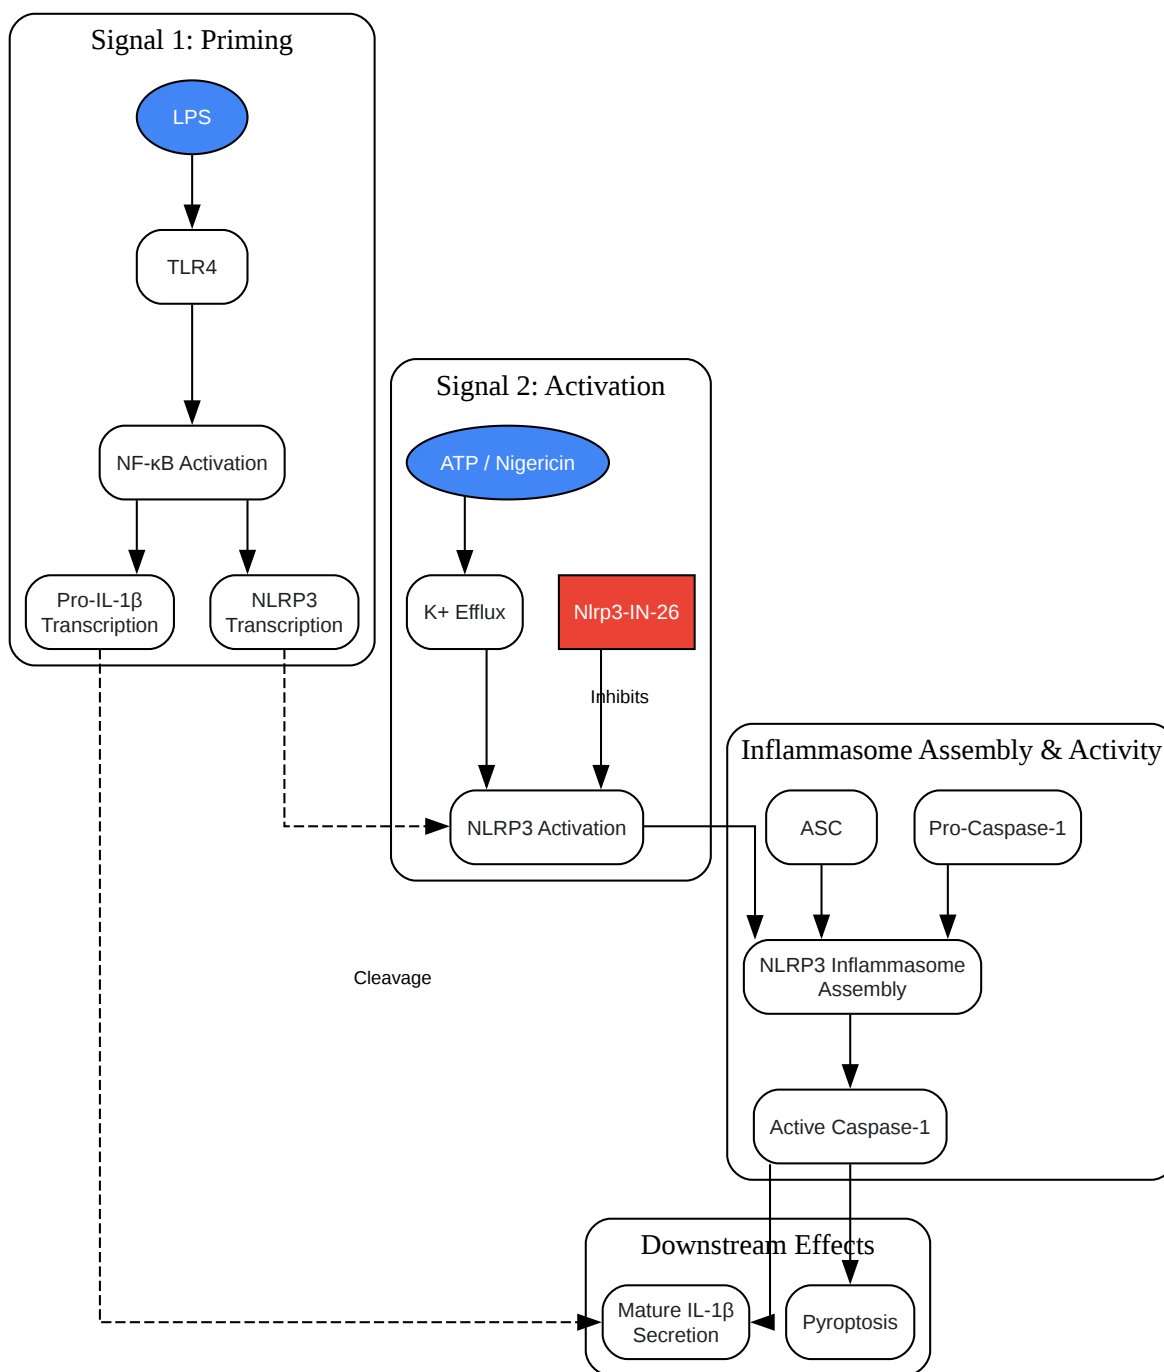 Signal 1: Priming
LPS
TLR4
NF-κB Activation
Pro-IL-1β
Transcription
NLRP3
Transcription
Signal 2: Activation
ATP / Nigericin
K+ Efflux
Nlrp3-IN-26
Inhibits
NLRP3 Activation
Inflammasome Assembly & Activity
ASC
Pro-Caspase-1
NLRP3 Inflammasome
Assembly
Cleavage
Active Caspase-1
Downstream Effects
Mature IL-1β
Secretion
Pyroptosis